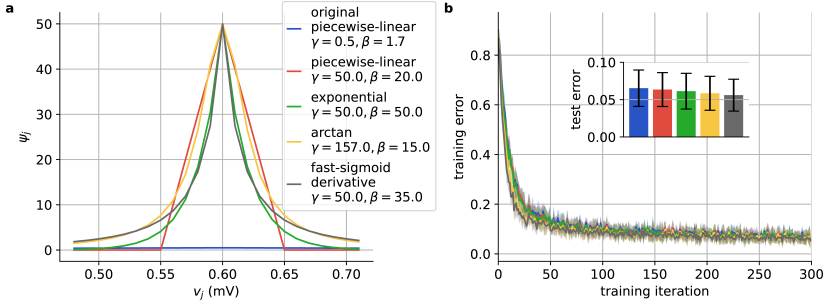 a
50
40
30
20
10
0
ψj
0.50
0.55
0.60
0.65
0.70
vj (mV)
original
piecewise-linear
γ = 0.5, β = 1.7
piecewise-linear
γ = 50.0, β = 20.0
exponential
γ = 50.0, β = 50.0
arctan
γ = 157.0, β = 15.0
fast-sigmoid
derivative
γ = 50.0, β = 35.0
b
0.8
0.6
0.4
0.2
0.0
training error
0
50
100
150
200
250
300
training iteration
0.10
0.05
0.00
test error